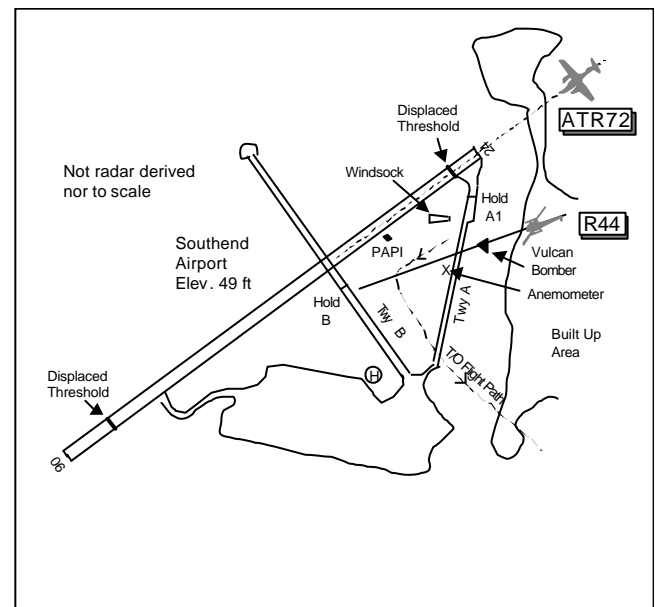 ATR72
Displaced
Threshold
24
Windsock
Not radar derived
nor to scale
Hold
A1
R44
Southend
Airport
Elev. 49 ft
PAPI
Vulcan
Bomber
X
Anemometer
Hold
B
Twy B
Twy A
Built Up
Area
T/O Flight Path
H
Displaced
Threshold
06